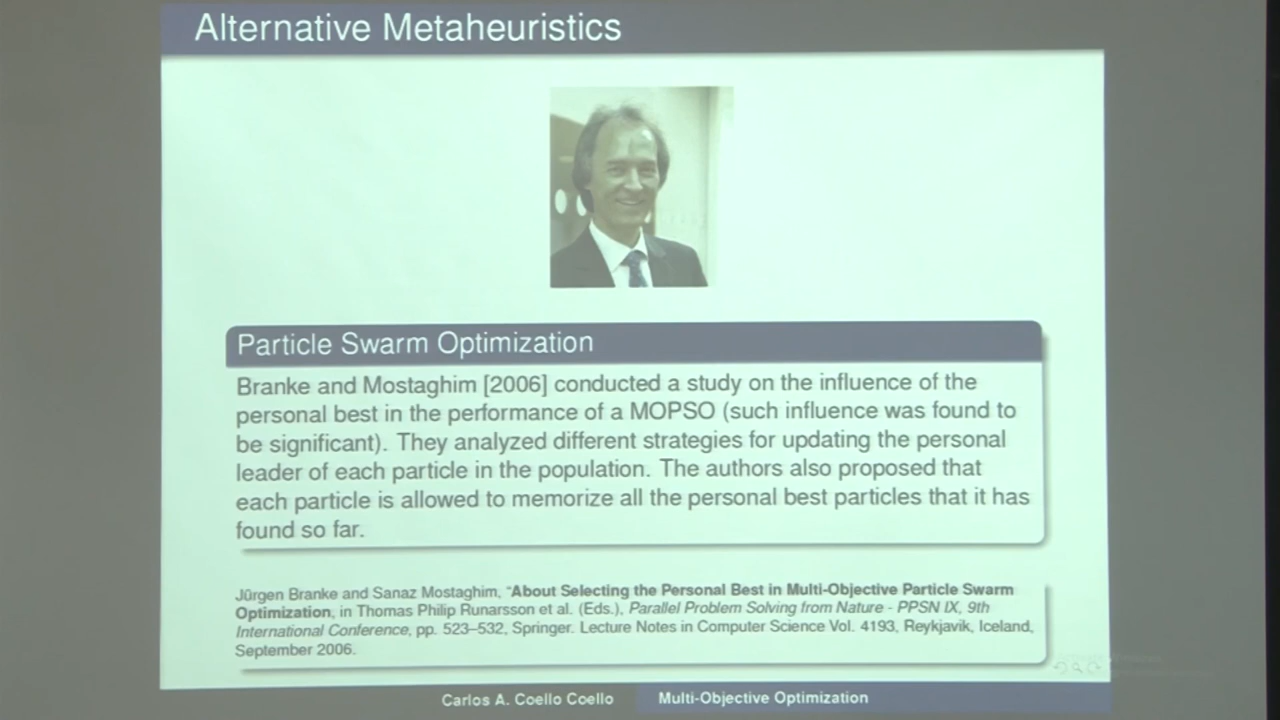 Alternative Metaheuristics
Particle Swarm Optimization
Branke and Mostaghim [2006] conducted a study on the influence of the
personal best in the performance of a MOPSO (such influence was found to
be significant). They analyzed different strategies for updating the personal
leader of each particle in the population. The authors also proposed that
each particle is allowed to memorize all the personal best particles that it has
found so far.
Jürgen Branke and Sanaz Mostaghim, "About Selecting the Personal Best in Multi-Objective Particle Swarm
Optimization, in Thomas Philip Runarsson et al. (Eds.), Parallel Problem Solving from Nature - PPSN IX, 9th
International Conference, pp. 523–532, Springer. Lecture Notes in Computer Science Vol. 4193, Reykjavik, Iceland,
September 2006.
Carlos A. Coello Coello Multi-Objective Optimization